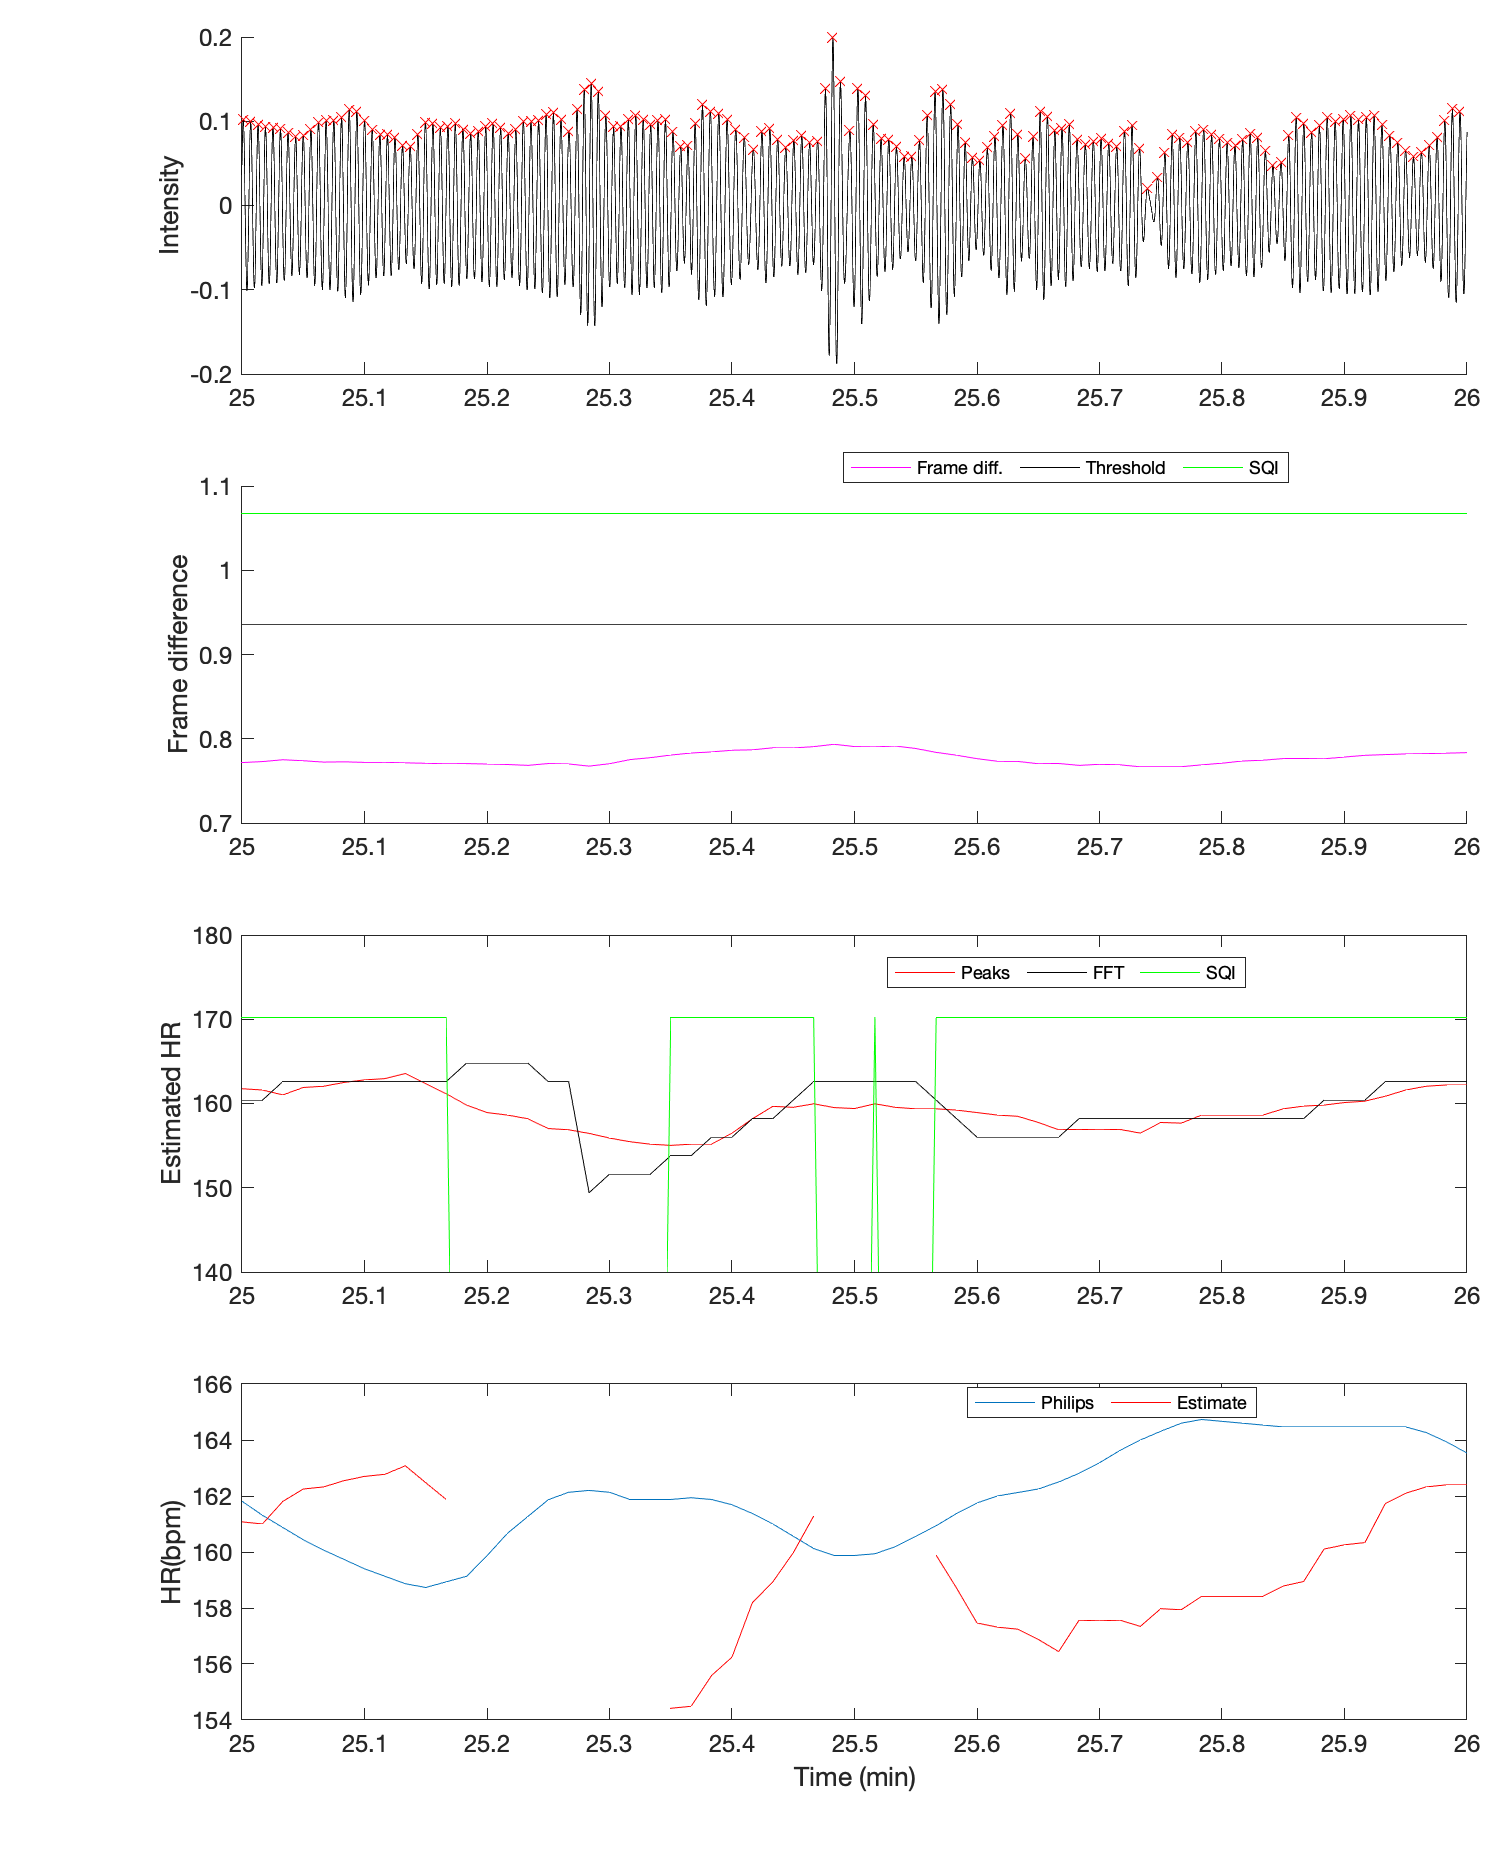 0.2
0.1
0
-0.1
-0.2
Intensity
25 25.1 25.2 25.3 25.4 25.5 25.6 25.7 25.8 25.9 26
Frame diff. Threshold SQI
1.1
1
0.9
0.8
0.7
Frame difference
25 25.1 25.2 25.3 25.4 25.5 25.6 25.7 25.8 25.9 26
180
Peaks FFT SQI
170
160
150
140
Estimated HR
25 25.1 25.2 25.3 25.4 25.5 25.6 25.7 25.8 25.9 26
166
Philips Estimate
164
162
160
158
156
154
HR(bpm)
25 25.1 25.2 25.3 25.4 25.5 25.6 25.7 25.8 25.9 26
Time (min)